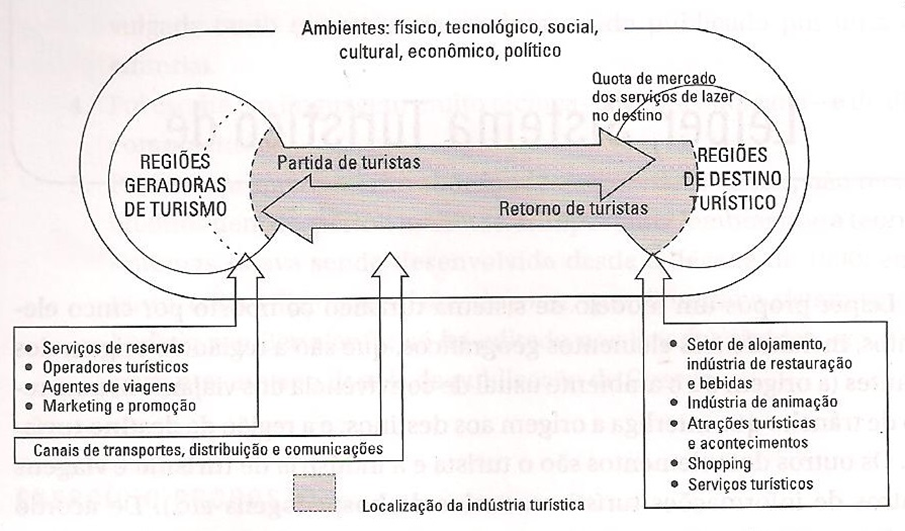 Ambientes: físico, tecnológico, social,
cultural, econômico, político
Quota de mercado
dos serviços de lazer
no destino
REGIÕES
GERADORAS
DE TURISMO
Partida de turistas
Retorno de turistas
REGIÕES
DE DESTINO
TURÍSTICO
• Serviços de reservas
• Operadores turísticos
• Agentes de viagens
• Marketing e promoção
Canais de transportes, distribuição e comunicações
• Setor de alojamento,
indústria de restauração
e bebidas
• Indústria de animação
• Atrações turísticas
e acontecimentos
• Shopping
• Serviços turísticos
Localização da indústria turistica